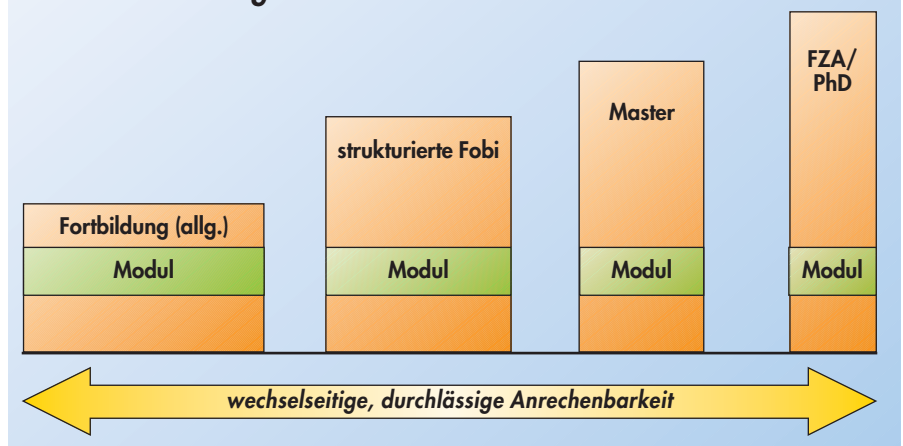 FZA/
PhD
Master
strukturierte Fobi
Fortbildung (allg.)
Modul
Modul
Modul
Modul
wechselseitige, durchlässige Anrechenbarkeit